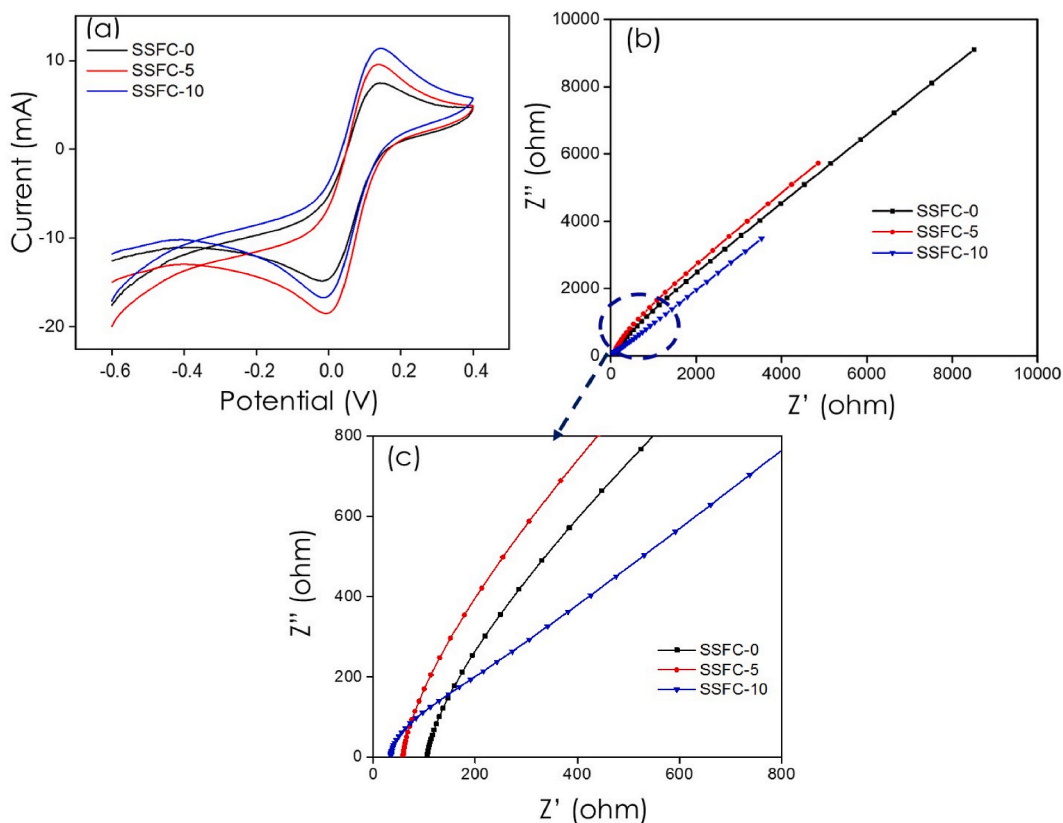 (a)
SSFC-0
SSFC-5
SSFC-10
10
0
-10
-20
Current (mA)
-0.6
-0.4
-0.2
0.0
0.2
0.4
Potential (V)
(b)
10000
8000
6000
4000
2000
0
Z'' (ohm)
SSFC-0
SSFC-5
SSFC-10
0
2000
4000
6000
8000
10000
Z' (ohm)
(c)
800
600
400
200
0
Z'' (ohm)
SSFC-0
SSFC-5
SSFC-10
0
200
400
600
800
Z' (ohm)